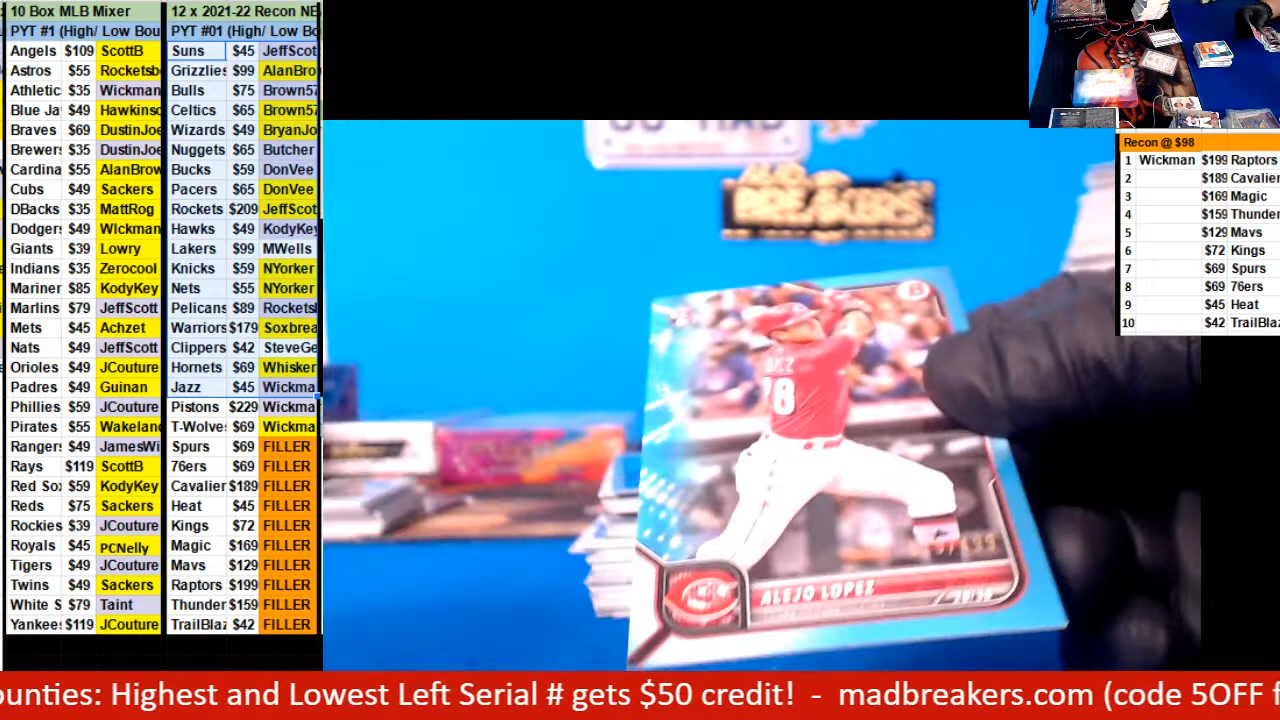 10 Box MLB Mixer
PYT #1 (High/ Low Bou
Angels $109 ScottB
Astros $55 Rocketsb
Athletic $35 Wickman
Blue Ja $49 Hawkinso
Braves $69 DustinJoe
Brewers $35 DustinJoe
Cardina $55 AlanBrow
Cubs $49 Sackers
DBacks $35 MattRog
Dodgers $49 WIckman
Giants $39 Lowry
Indians $35 Zerocool
Mariner $85 KodyKey
Marlins $79 JeffScott
Mets $45 Achzet
Nats $49 JeffScott
Orioles $49 JCouture
Padres $49 Guinan
Phillies $59 JCouture
Pirates $55 Wakeland
Rangers $49 JamesWi
Rays $119 ScottB
Red Sox $59 KodyKey
Reds $75 Sackers
Rockies $39 JCouture
Royals $45 PCNelly
Tigers $49 JCouture
Twins $49 Sackers
White S $79 Taint
Yankees $119 JCouture
12 x 2021-22 Recon NB
PYT #01 (High/ Low Bo
Suns $45 JeffScot
Grizzlies $99 AlanBro
Bulls $75 Brown57
Celtics $65 Brown57
Wizards $49 BryanJo
Nuggets $65 Butcher
Bucks $59 DonVee
Pacers $65 DonVee
Rockets $209 JeffScot
Hawks $49 KodyKey
Lakers $99 MWells
Knicks $59 NYorker
Nets $55 NYorker
Pelicans $89 Rockets
Warriors $179 Soxbrea
Clippers $42 SteveGe
Hornets $69 Whisker
Jazz $45 Wickma
Pistons $229 Wickma
T-Wolves $69 Wickma
Spurs $69 FILLER
76ers $69 FILLER
Cavalier $189 FILLER
Heat $45 FILLER
Kings $72 FILLER
Magic $169 FILLER
Mavs $129 FILLER
Raptors $199 FILLER
Thunder $159 FILLER
TrailBlaz $42 FILLER
BREAKERS
18
ALEJO LOPEZ
2B/3B
Recon @ $98
1 Wickman $199 Raptors
2 $189 Cavalier
3 $169 Magic
4 $159 Thunder
5 $129 Mavs
6 $72 Kings
7 $69 Spurs
8 $69 76ers
9 $45 Heat
10 $42 TrailBlaz
ounties: Highest and Lowest Left Serial # gets $50 credit! - madbreakers.com (code 5OFF f